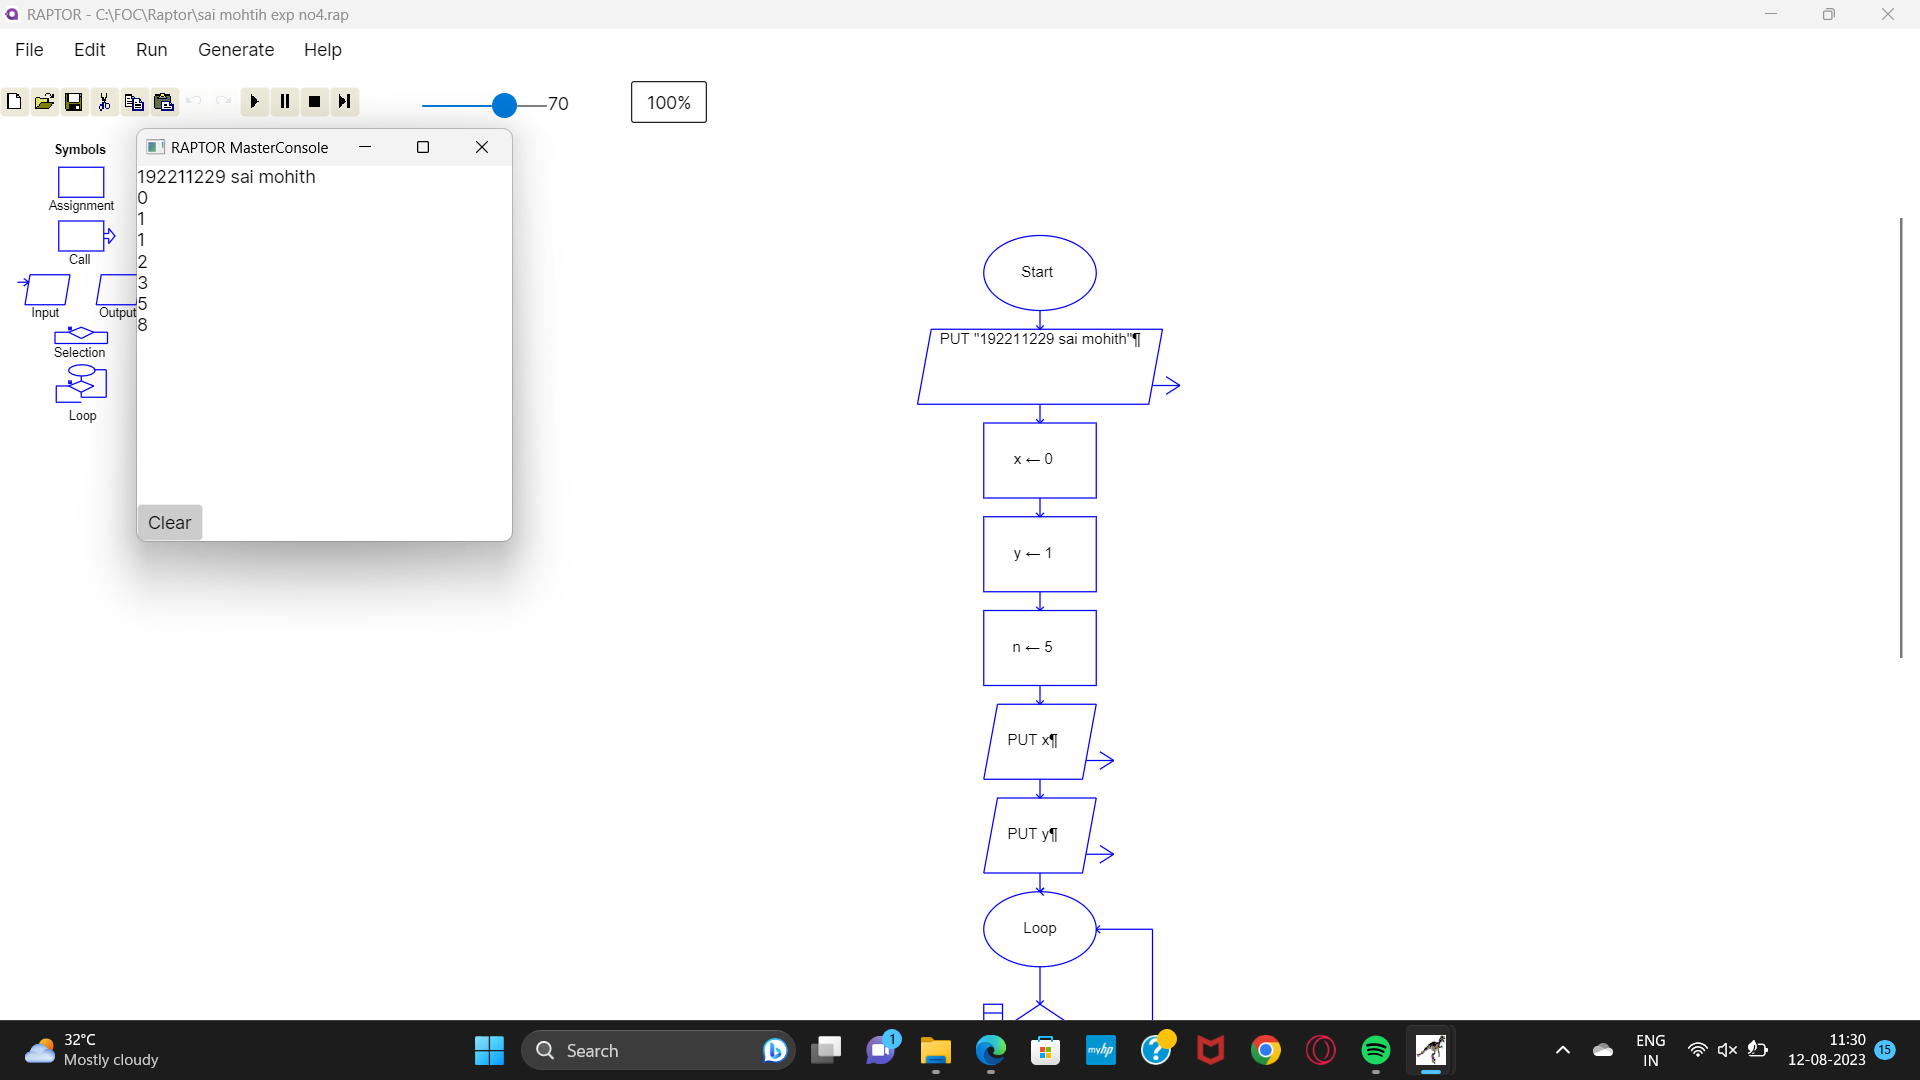 RAPTOR - C:\FOC\Raptor\sai mohtih exp no4.rap
File Edit Run Generate Help
70
100%
Symbols
Assignment
Call
Input Output
Selection
Loop
RAPTOR MasterConsole
192211229 sai mohith
0
1
1
2
3
5
8
Clear
Start
PUT "192211229 sai mohith"¶
x ← 0
y ← 1
n ← 5
PUT x¶
PUT y¶
Loop
32°C
Mostly cloudy
Search
1
myhp
ENG
IN
11:30
12-08-2023
15